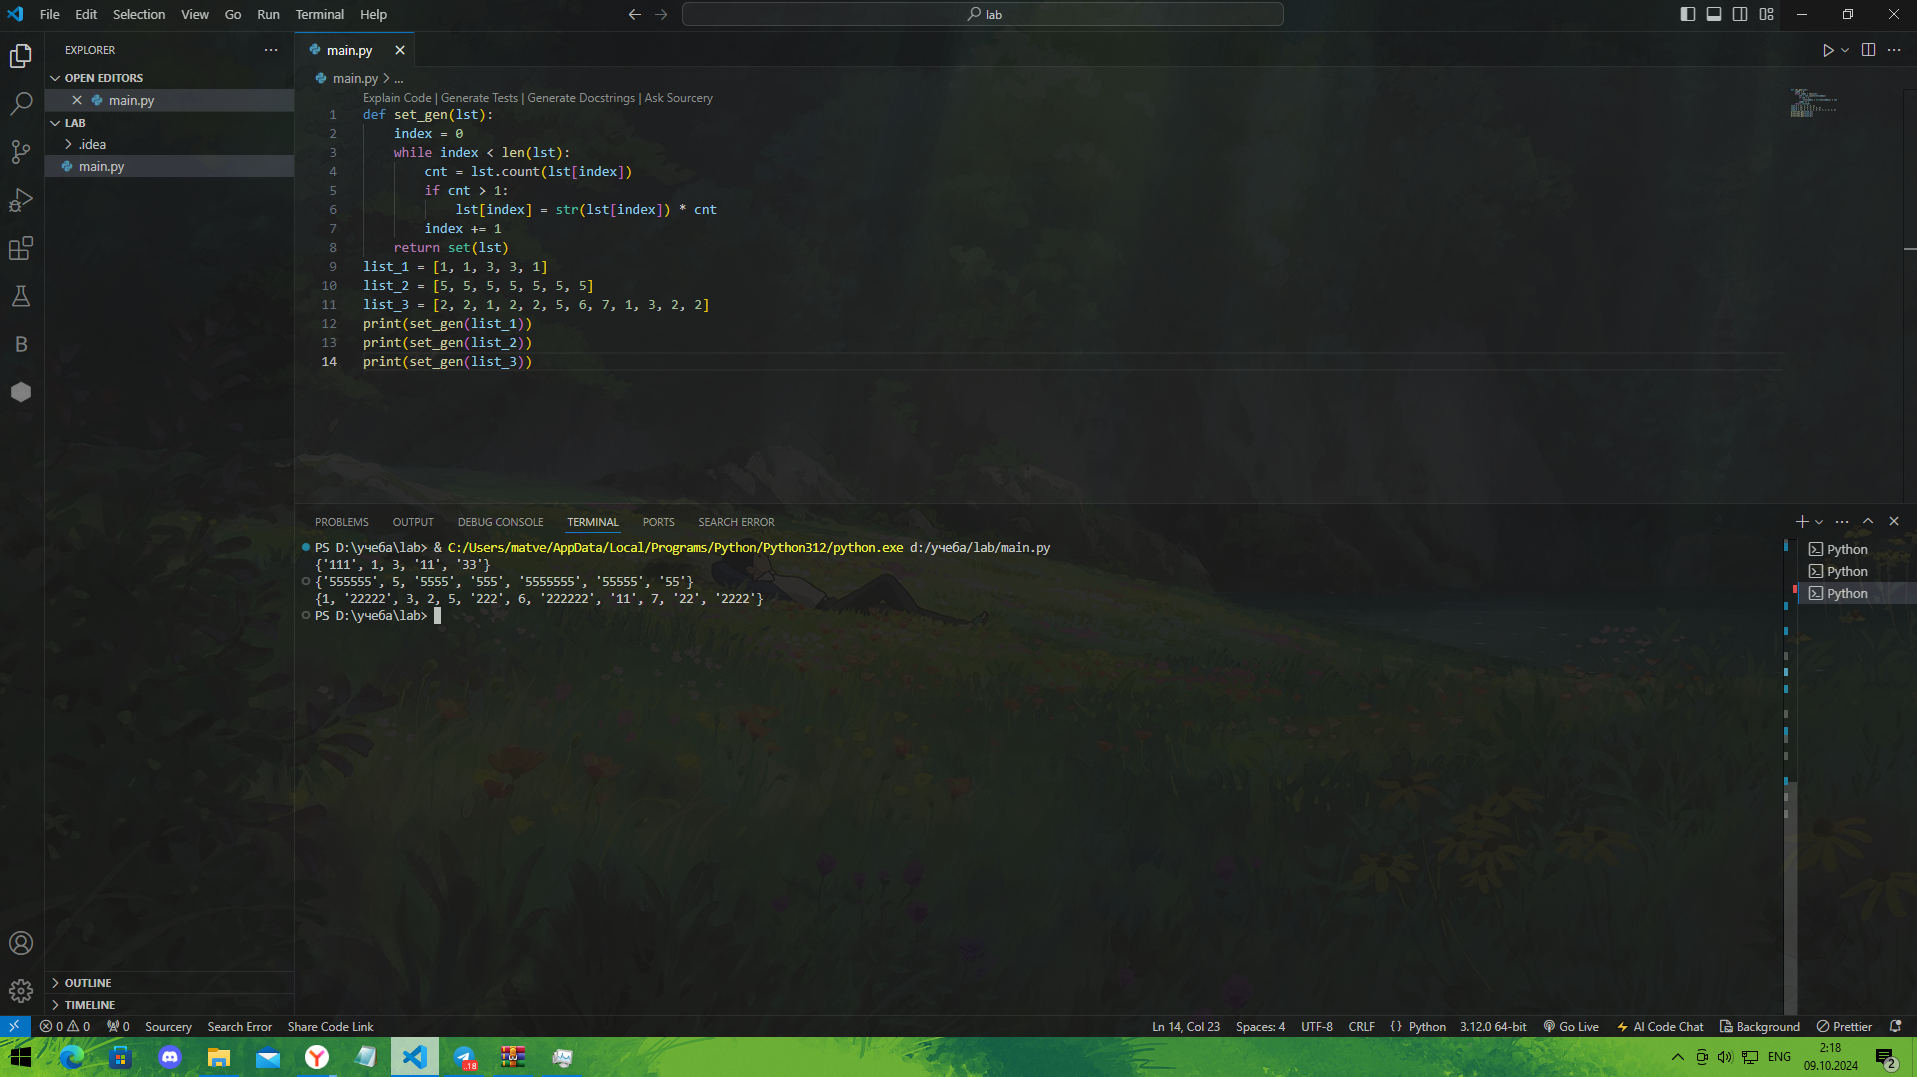 File Edit Selection View Go Run Terminal Help
lab
EXPLORER
OPEN EDITORS
main.py
LAB
.idea
main.py
main.py
main.py > ...
Explain Code | Generate Tests | Generate Docstrings | Ask Sourcery
1 def set_gen(lst):
2 index = 0
3 while index < len(lst):
4 cnt = lst.count(lst[index])
5 if cnt > 1:
6 lst[index] = str(lst[index]) * cnt
7 index += 1
8 return set(lst)
9 list_1 = [1, 1, 3, 3, 1]
10 list_2 = [5, 5, 5, 5, 5, 5, 5]
11 list_3 = [2, 2, 1, 2, 2, 5, 6, 7, 1, 3, 2, 2]
12 print(set_gen(list_1))
13 print(set_gen(list_2))
14 print(set_gen(list_3))
PROBLEMS OUTPUT DEBUG CONSOLE TERMINAL PORTS SEARCH ERROR
PS D:\учеба\lab> & C:/Users/matve/AppData/Local/Programs/Python/Python312/python.exe d:/учеба/lab/main.py
{'111', 1, 3, '11', '33'}
{'555555', 5, '5555', '555', '5555555', '55555', '55'}
{1, '22222', 3, 2, 5, '222', 6, '222222', '11', 7, '22', '2222'}
PS D:\учеба\lab>
Python
Python
Python
OUTLINE
TIMELINE
0 0 0 Sourcery Search Error Share Code Link Ln 14, Col 23 Spaces: 4 UTF-8 CRLF {} Python 3.12.0 64-bit Go Live AI Code Chat Background Prettier
..18
ENG
2:18
09.10.2024
2